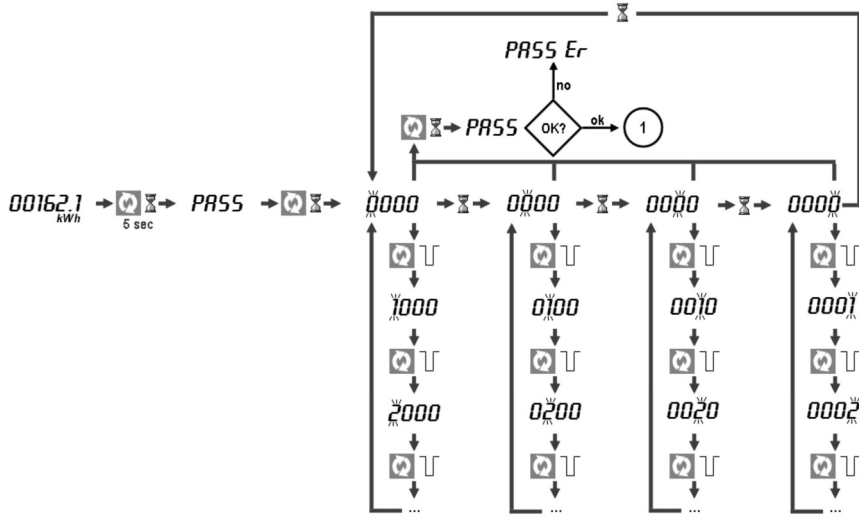 PASS Er
no
PASS OK? ok 1
00162.1 PASS 0000 0000 0000 0000
kWh
5 sec
1000 0100 0010 0001
2000 0200 0020 0002
... ... ... ...